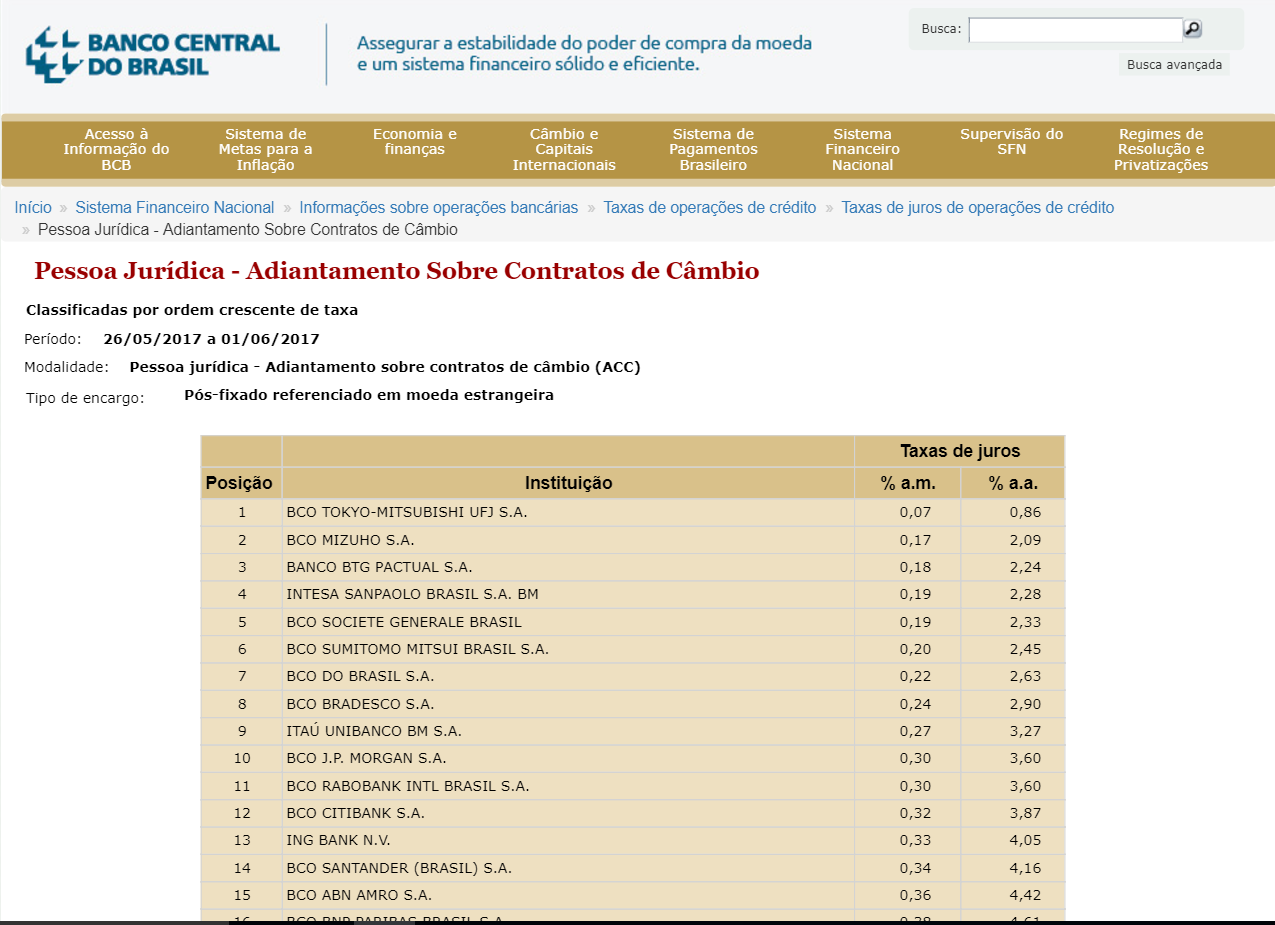 BANCO CENTRAL
DO BRASIL
Assegurar a estabilidade do poder de compra da moeda
e um sistema financeiro sólido e eficiente.
Busca:
Busca avançada
Acesso à
Informação do
BCB
Sistema de
Metas para a
Inflação
Economia e
finanças
Câmbio e
Capitais
Internacionais
Sistema de
Pagamentos
Brasileiro
Sistema
Financeiro
Nacional
Supervisão do
SFN
Regimes de
Resolução e
Privatizações
Início » Sistema Financeiro Nacional » Informações sobre operações bancárias » Taxas de operações de crédito » Taxas de juros de operações de crédito
» Pessoa Jurídica - Adiantamento Sobre Contratos de Câmbio
Pessoa Jurídica - Adiantamento Sobre Contratos de Câmbio
Classificadas por ordem crescente de taxa
Período: 26/05/2017 a 01/06/2017
Modalidade: Pessoa jurídica - Adiantamento sobre contratos de câmbio (ACC)
Tipo de encargo: Pós-fixado referenciado em moeda estrangeira
Taxas de juros
Posição Instituição % a.m. % a.a.
1 BCO TOKYO-MITSUBISHI UFJ S.A. 0,07 0,86
2 BCO MIZUHO S.A. 0,17 2,09
3 BANCO BTG PACTUAL S.A. 0,18 2,24
4 INTESA SANPAOLO BRASIL S.A. BM 0,19 2,28
5 BCO SOCIETE GENERALE BRASIL 0,19 2,33
6 BCO SUMITOMO MITSUI BRASIL S.A. 0,20 2,45
7 BCO DO BRASIL S.A. 0,22 2,63
8 BCO BRADESCO S.A. 0,24 2,90
9 ITAÚ UNIBANCO BM S.A. 0,27 3,27
10 BCO J.P. MORGAN S.A. 0,30 3,60
11 BCO RABOBANK INTL BRASIL S.A. 0,30 3,60
12 BCO CITIBANK S.A. 0,32 3,87
13 ING BANK N.V. 0,33 4,05
14 BCO SANTANDER (BRASIL) S.A. 0,34 4,16
15 BCO ABN AMRO S.A. 0,36 4,42
16 BCO BNP PARIBAS BRASIL S.A. 0,38 4,61